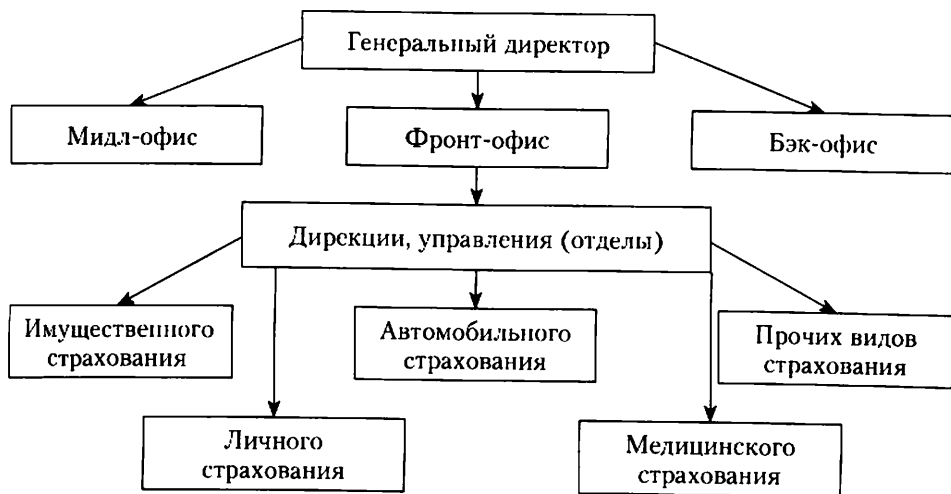 Генеральный директор
Мидл-офис
Фронт-офис
Бэк-офис
Дирекции, управления (отделы)
Имущественного
страхования
Автомобильного
страхования
Прочих видов
страхования
Личного
страхования
Медицинского
страхования